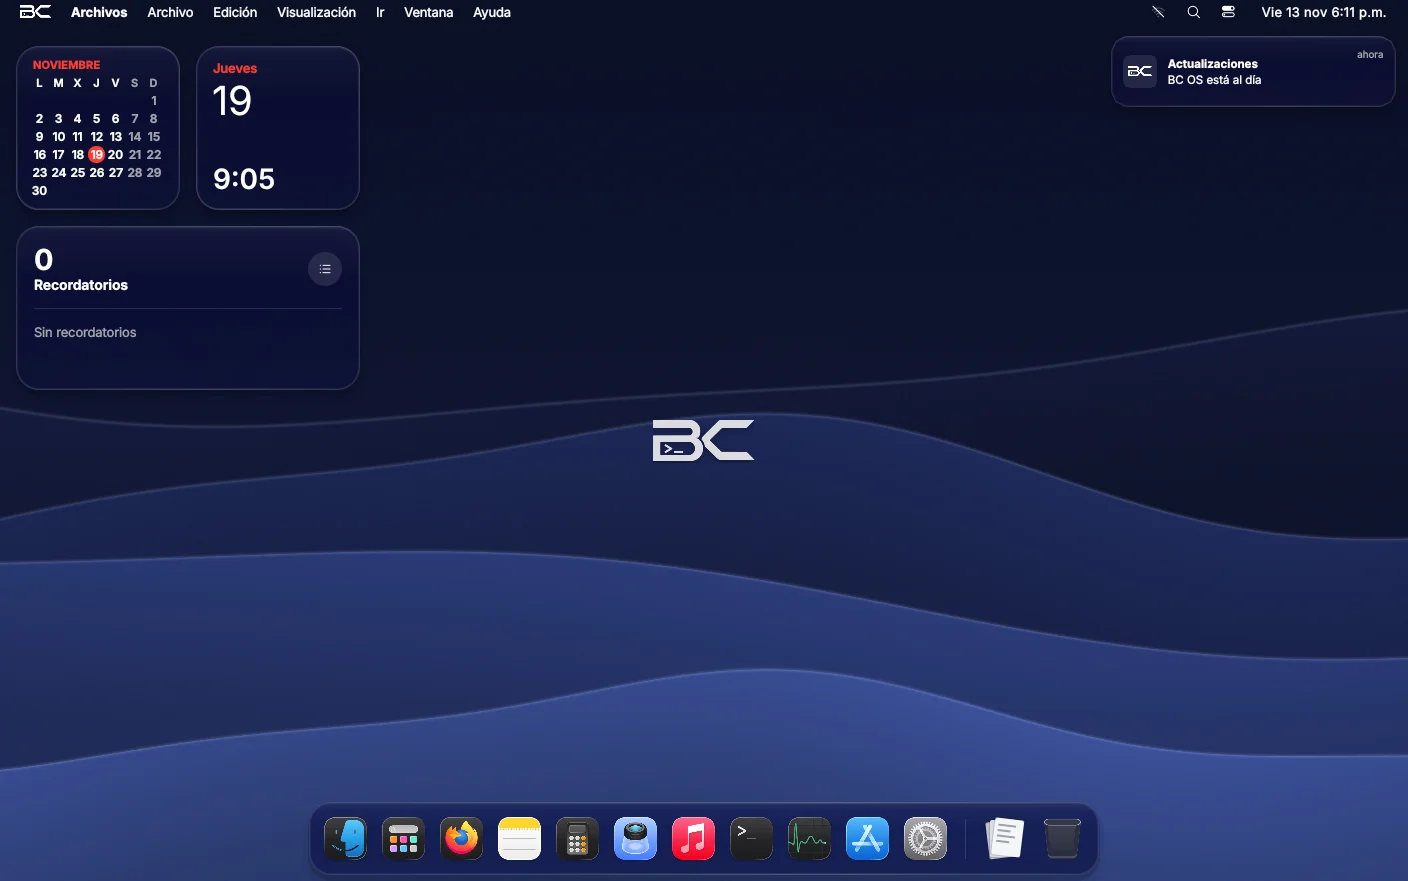 BC Archivos Archivo Edición Visualización Ir Ventana Ayuda Vie 13 nov 6:11 p.m.
NOVIEMBRE
L M X J V S D
1
2 3 4 5 6 7 8
9 10 11 12 13 14 15
16 17 18 19 20 21 22
23 24 25 26 27 28 29
30
Jueves
19
9:05
BC
Actualizaciones
ahora
BC OS está al día
0
Recordatorios
Sin recordatorios
BC
>_
>_